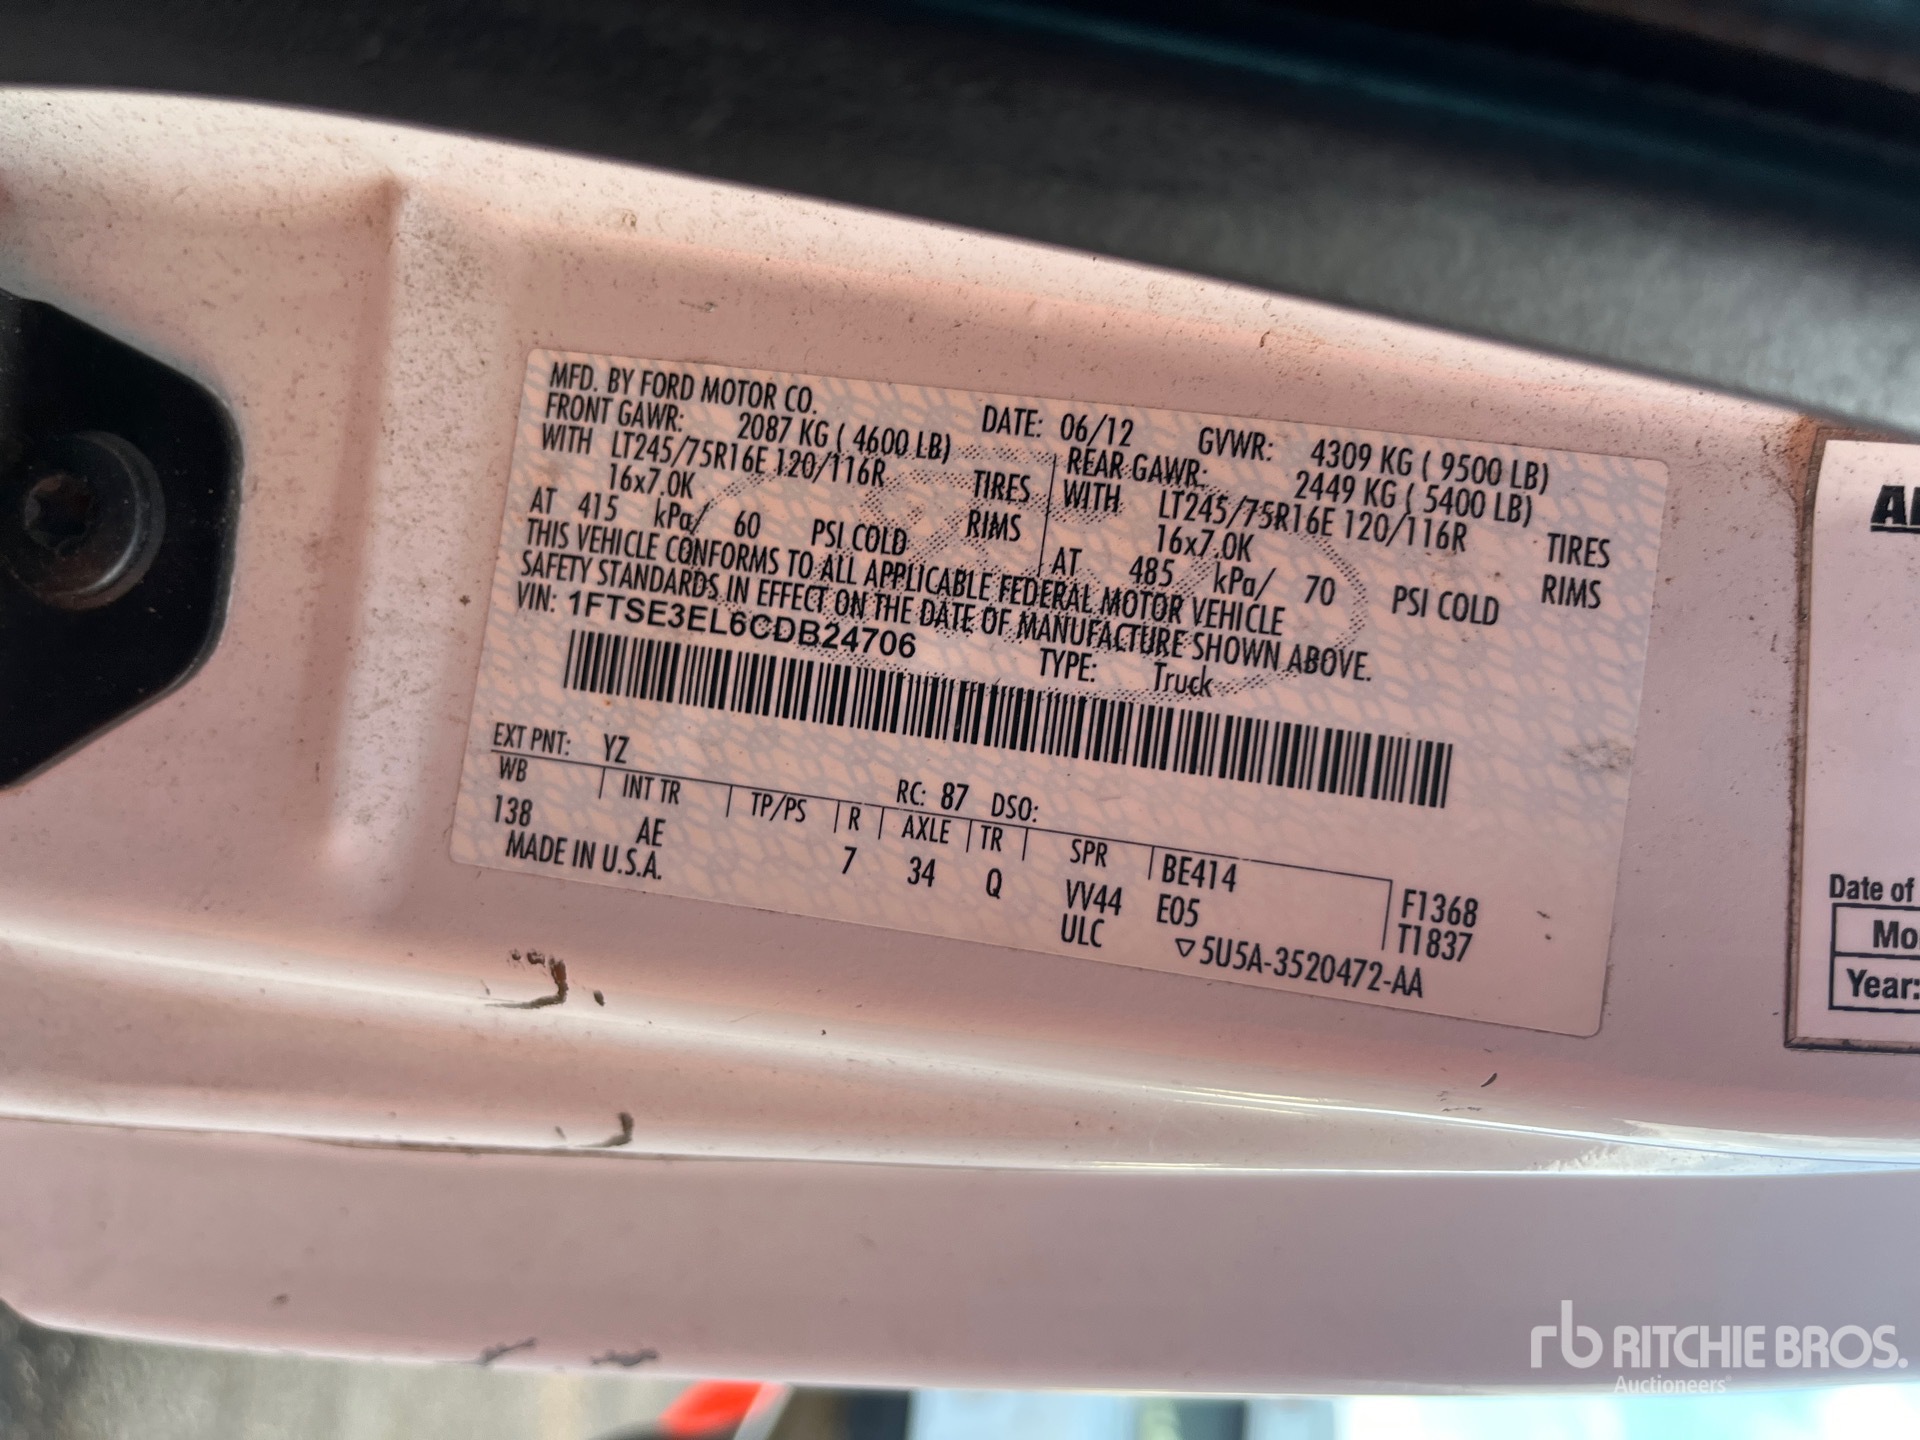 MFD. BY FORD MOTOR CO.
DATE: 06/12
GVWR: 4309 KG ( 9500 LB)
FRONT GAWR: 2087 KG ( 4600 LB)
REAR GAWR: 2449 KG ( 5400 LB)
WITH LT245/75R16E 120/116R TIRES
WITH LT245/75R16E 120/116R TIRES
16x7.0K RIMS
16x7.0K RIMS
AT 415 kPa/ 60 PSI COLD
AT 485 kPa/ 70 PSI COLD
THIS VEHICLE CONFORMS TO ALL APPLICABLE FEDERAL MOTOR VEHICLE
SAFETY STANDARDS IN EFFECT ON THE DATE OF MANUFACTURE SHOWN ABOVE.
VIN: 1FTSE3EL6CDB24706
TYPE: Truck
EXT PNT: YZ RC: 87 DSO:
WB INT TR TP/PS R AXLE TR SPR BE414 F1368
138 AE 7 34 Q VV44 E05 T1837
MADE IN U.S.A. ULC ▽5U5A-3520472-AA
Date of
Mo
Year:
rb RITCHIE BROS.
Auctioneers